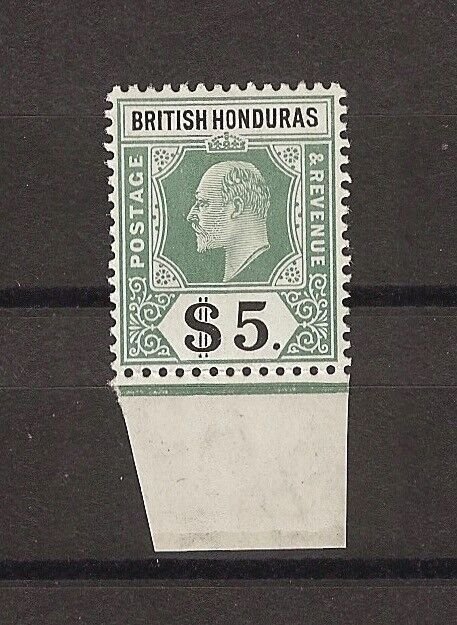 BRITISH HONDURAS
POSTAGE
& REVENUE
$5.